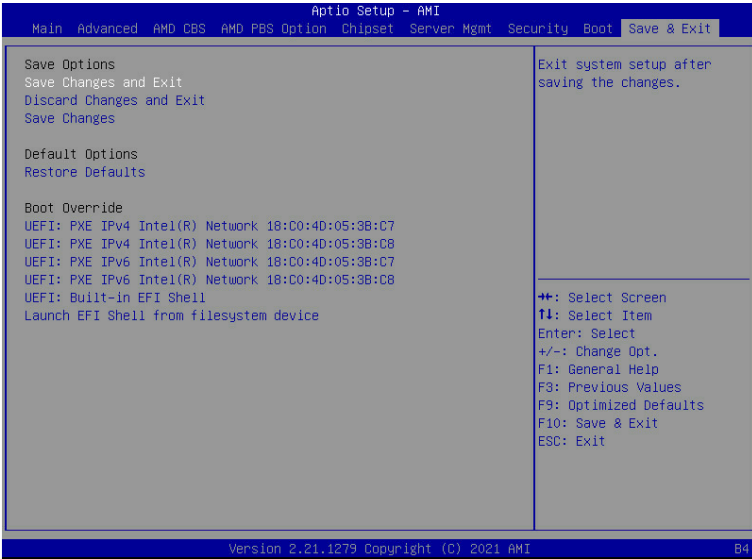 Aptio Setup – AMI
Main Advanced AMD CBS AMD PBS Option Chipset Server Mgmt Security Boot Save & Exit
Save Options
Save Changes and Exit
Discard Changes and Exit
Save Changes
Default Options
Restore Defaults
Boot Override
UEFI: PXE IPv4 Intel(R) Network 18:C0:4D:05:3B:C7
UEFI: PXE IPv4 Intel(R) Network 18:C0:4D:05:3B:C8
UEFI: PXE IPv6 Intel(R) Network 18:C0:4D:05:3B:C7
UEFI: PXE IPv6 Intel(R) Network 18:C0:4D:05:3B:C8
UEFI: Built-in EFI Shell
Launch EFI Shell from filesystem device
Exit system setup after
saving the changes.
→←: Select Screen
↑↓: Select Item
Enter: Select
+/-: Change Opt.
F1: General Help
F3: Previous Values
F9: Optimized Defaults
F10: Save & Exit
ESC: Exit
Version 2.21.1279 Copyright (C) 2021 AMI
B4